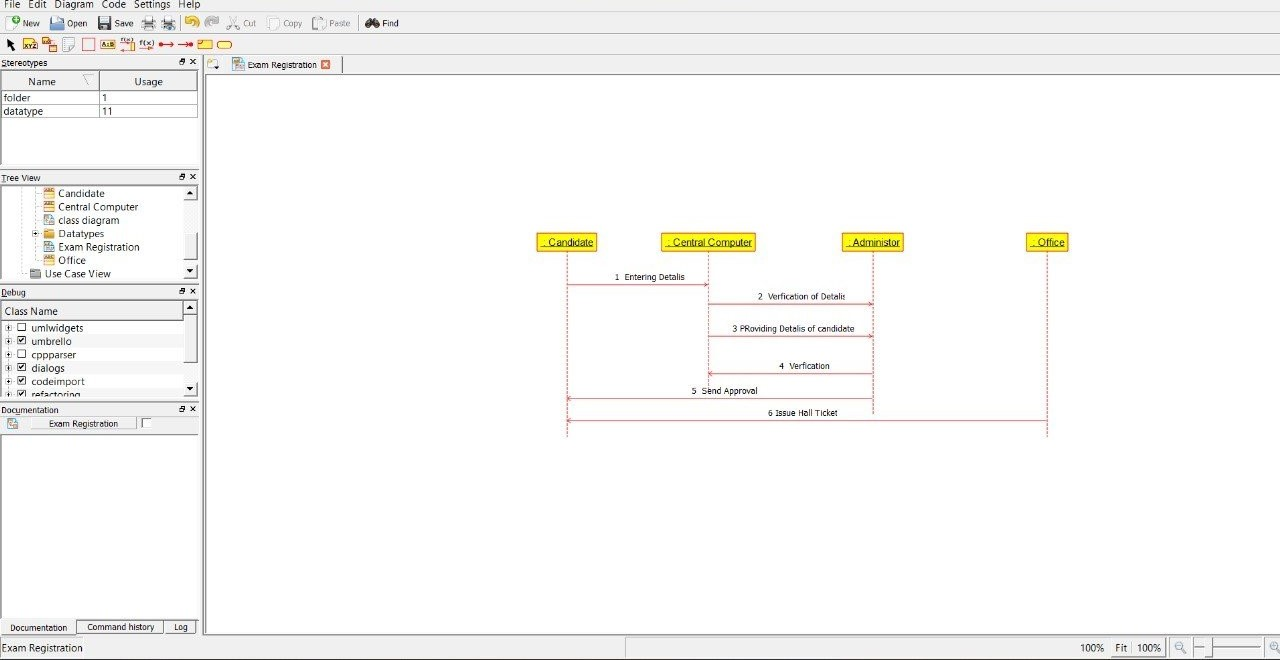 File Edit Diagram Code Settings Help
New Open Save Cut Copy Paste Find
XYZ A≥B f(x) f(x)
Stereotypes
Name Usage
folder 1
datatype 11
Tree View
Candidate
Central Computer
class diagram
Datatypes
Exam Registration
Office
Use Case View
Debug
Class Name
umlwidgets
umbrello
cppparser
dialogs
codeimport
refactoring
Documentation
Exam Registration
Documentation Command history Log
Exam Registration
Exam Registration
: Candidate : Central Computer : Administor : Office
1 Entering Detalis
2 Verfication of Detalis
3 PRoviding Detalis of candidate
4 Verfication
5 Send Approval
6 Issue Hall Ticket
100% Fit 100%